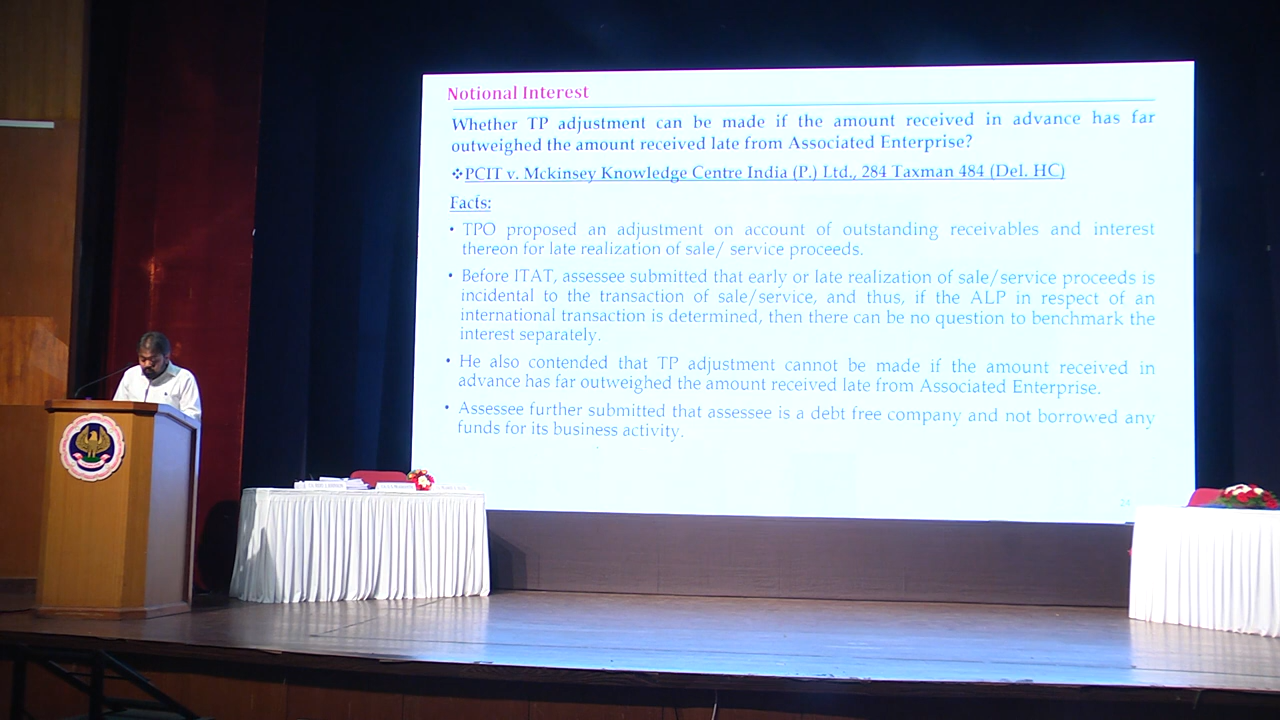 Notional Interest
Whether TP adjustment can be made if the amount received in advance has far
outweighed the amount received late from Associated Enterprise?
❖PCIT v. Mckinsey Knowledge Centre India (P.) Ltd., 284 Taxman 484 (Del. HC)
Facts:
• TPO proposed an adjustment on account of outstanding receivables and interest
thereon for late realization of sale/ service proceeds.
• Before ITAT, assessee submitted that early or late realization of sale/service proceeds is
incidental to the transaction of sale/service, and thus, if the ALP in respect of an
international transaction is determined, then there can be no question to benchmark the
interest separately.
• He also contended that TP adjustment cannot be made if the amount received in
advance has far outweighed the amount received late from Associated Enterprise.
• Assessee further submitted that assessee is a debt free company and not borrowed any
funds for its business activity.